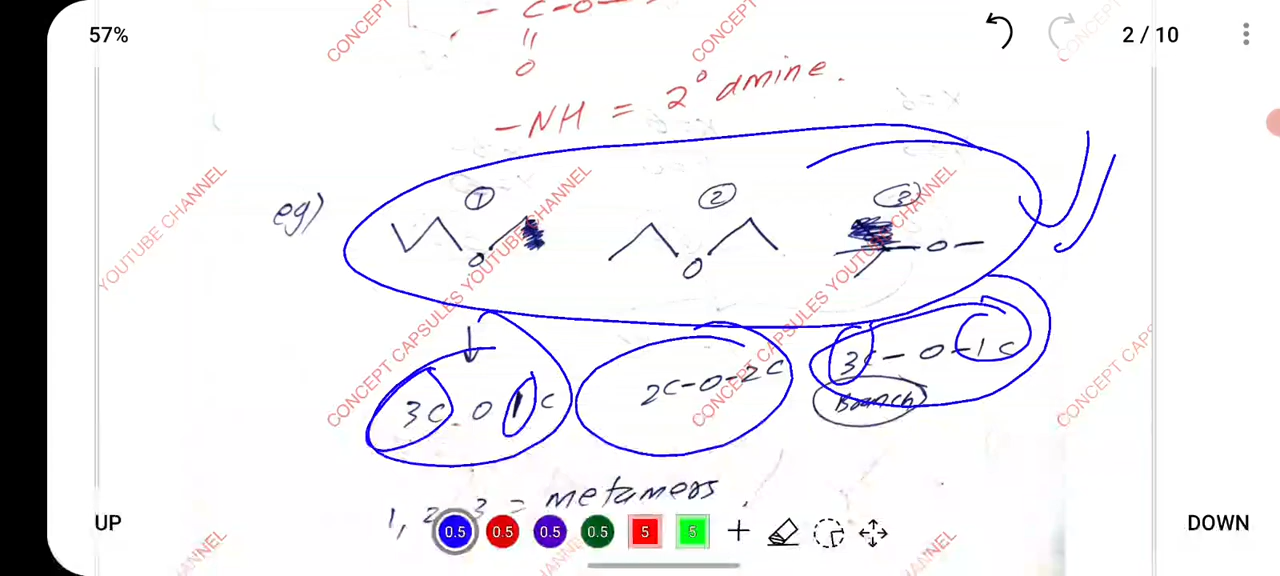 57%
2 / 10
- C-O-
||
O
-NH = 2° amine.
eg) ① ② ③
O O -O-
3C O 1C 2C-O-2C 3C-O-1C
Branch
1, 2, 3 = metamers.
UP DOWN
0.5 0.5 0.5 0.5 5 5
CONCEPT CAPSULES YOUTUBE CHANNEL